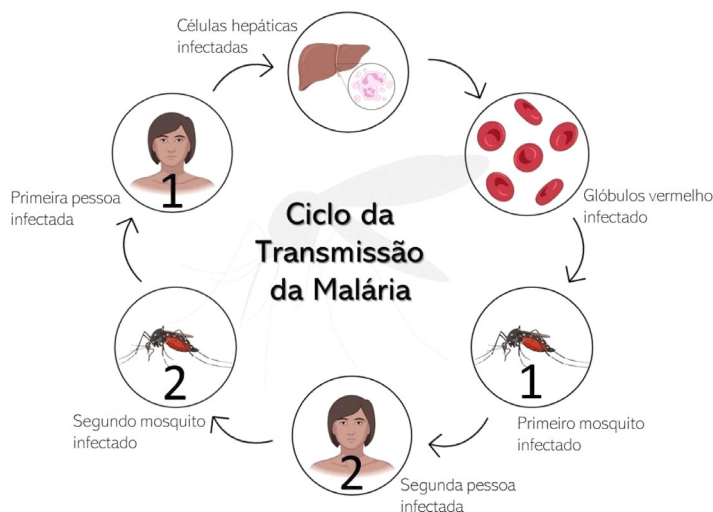 Células hepáticas
infectadas
Glóbulos vermelho
infectado
1
Primeiro mosquito
infectado
2
Segunda pessoa
infectada
2
Segundo mosquito
infectado
1
Primeira pessoa
infectada
Ciclo da
Transmissão
da Malária